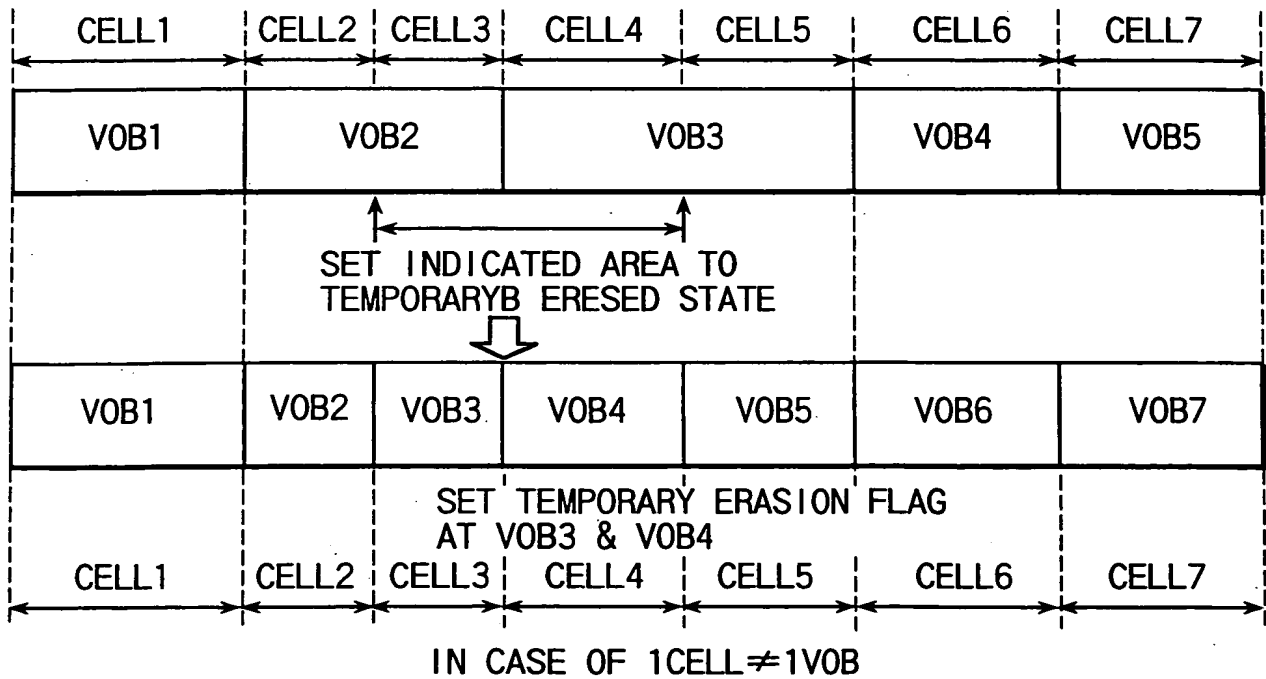 CELL1 CELL2 CELL3 CELL4 CELL5 CELL6 CELL7
VOB1 VOB2 VOB3 VOB4 VOB5
SET INDICATED AREA TO
TEMPORARYB ERESED STATE
VOB1 VOB2 VOB3 VOB4 VOB5 VOB6 VOB7
SET TEMPORARY ERASION FLAG
AT VOB3 & VOB4
CELL1 CELL2 CELL3 CELL4 CELL5 CELL6 CELL7
IN CASE OF 1CELL≠1VOB